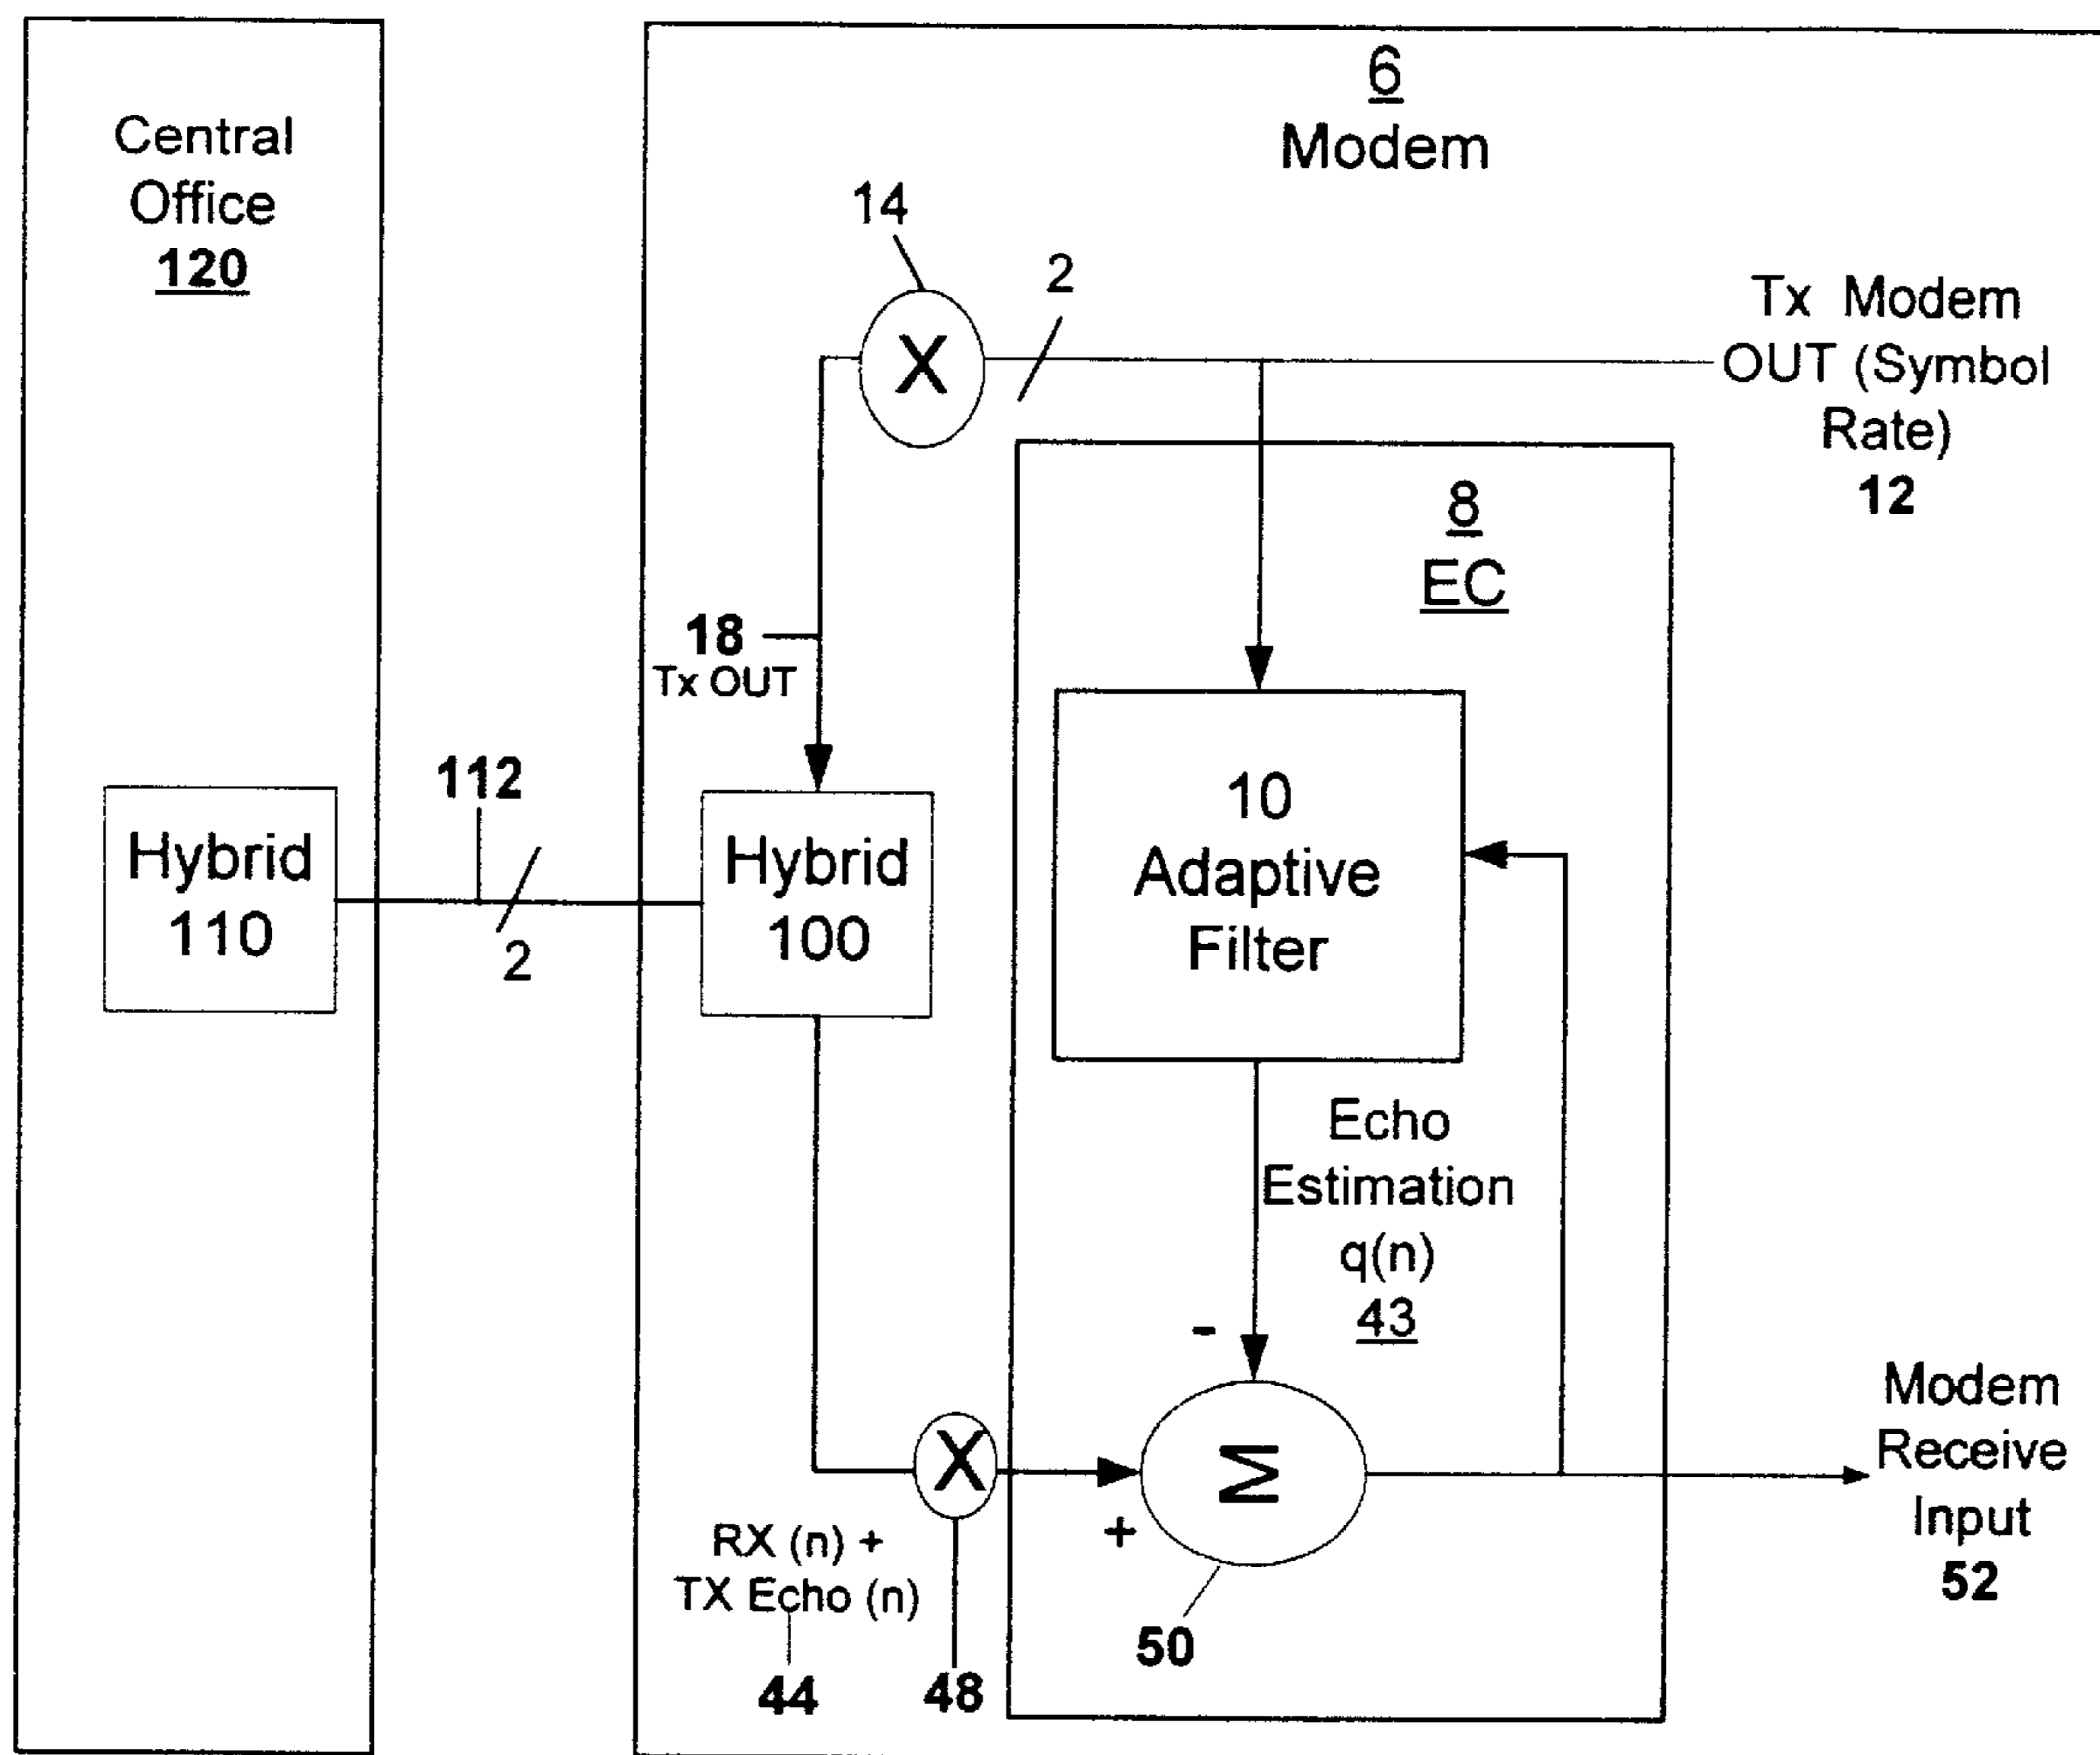 Central
Office
120
6
Modem
14
2
Tx Modem
OUT (Symbol
Rate)
12
X
8
EC
18
Tx OUT
112
2
Hybrid
110
Hybrid
100
10
Adaptive
Filter
Echo
Estimation
q(n)
43
-
X
+
Σ
RX (n) +
TX Echo (n)
44
48
50
Modem
Receive
Input
52